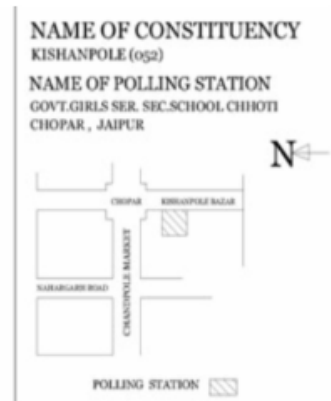 NAME OF CONSTITUENCY
KISHANPOLE (052)
NAME OF POLLING STATION
GOVT.GIRLS SER. SEC.SCHOOL CHHOTI
CHOPAR , JAIPUR
N
CHOPAR KISHANPOLE BAZAR
CHANDPOLE MARKET
NAHARGARH ROAD
POLLING STATION